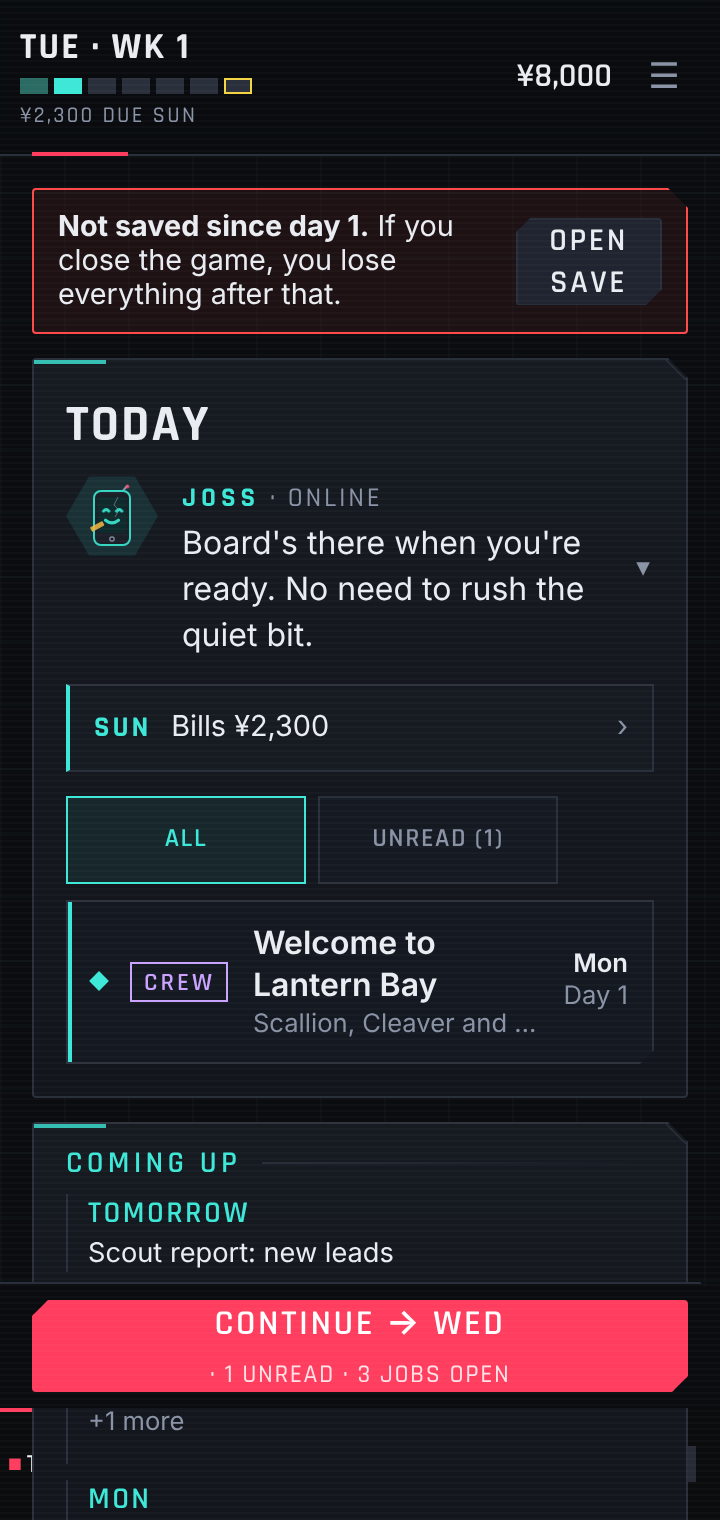 TUE · WK 1
¥8,000
¥2,300 DUE SUN
Not saved since day 1. If you
close the game, you lose
everything after that.
OPEN
SAVE
TODAY
JOSS · ONLINE
Board's there when you're
ready. No need to rush the
quiet bit.
SUN Bills ¥2,300
ALL
UNREAD (1)
CREW
Welcome to
Lantern Bay
Scallion, Cleaver and ...
Mon
Day 1
COMING UP
TOMORROW
Scout report: new leads
CONTINUE → WED
· 1 UNREAD · 3 JOBS OPEN
+1 more
MON